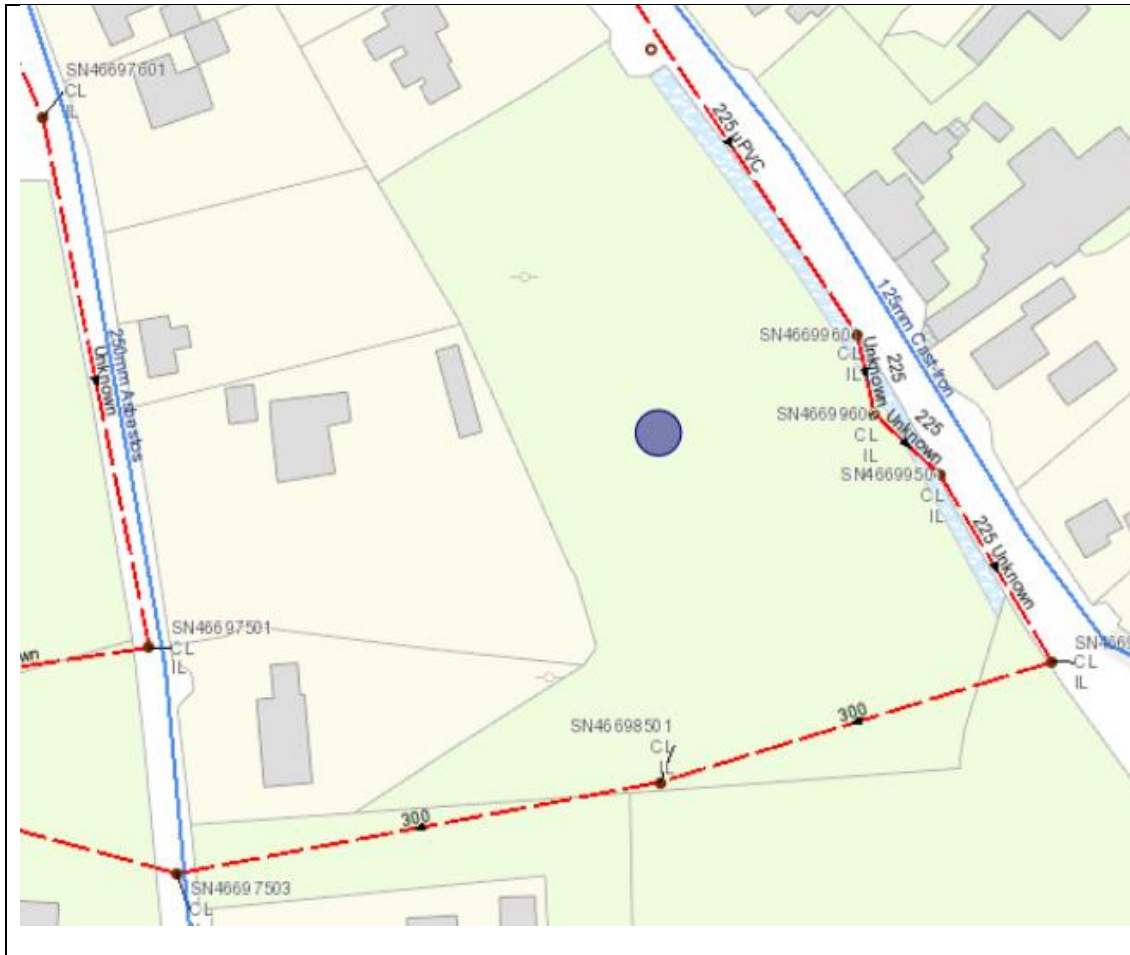 SN46697601
CL
IL
225 µPVC
125mm Cast-Iron
250mm Asbestos
Unknown
SN4669960
CL
IL
Unknown
225
SN4669960
CL
IL
Unknown
225
SN4669950
CL
IL
225 Unknown
SN46697501
CL
IL
wn
SN469
CL
IL
SN46698501
CL
IL
300
300
SN46697503
CL